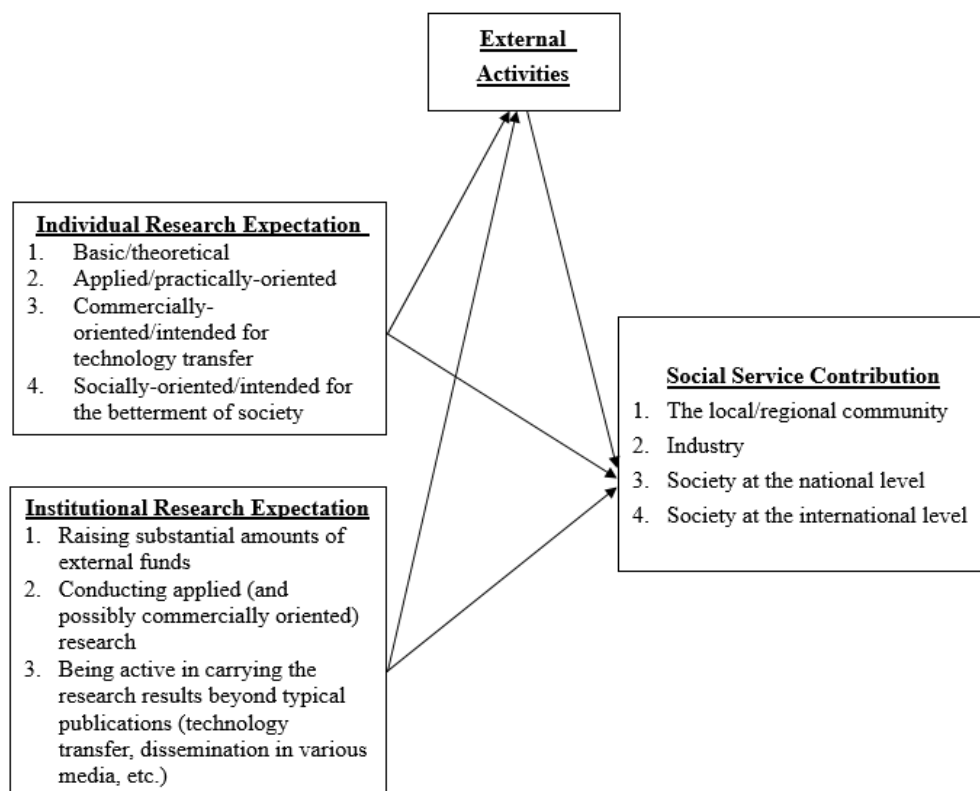 External
Activities
Individual Research Expectation
1. Basic/theoretical
2. Applied/practically-oriented
3. Commercially-
oriented/intended for
technology transfer
4. Socially-oriented/intended for
the betterment of society
Institutional Research Expectation
1. Raising substantial amounts of
external funds
2. Conducting applied (and
possibly commercially oriented)
research
3. Being active in carrying the
research results beyond typical
publications (technology
transfer, dissemination in various
media, etc.)
Social Service Contribution
1. The local/regional community
2. Industry
3. Society at the national level
4. Society at the international level